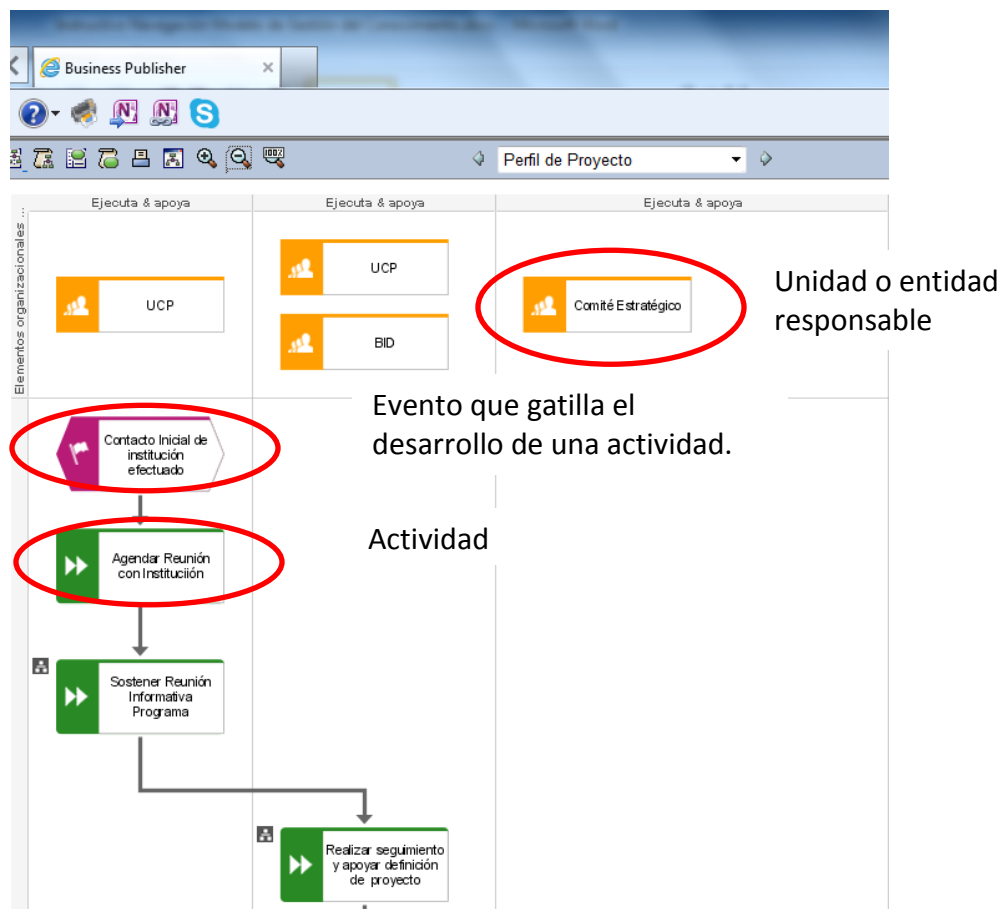 Business Publisher
Perfil de Proyecto
Ejecuta & apoya
Ejecuta & apoya
Ejecuta & apoya
Elementos organizacionales ...
UCP
UCP
BID
Comité Estratégico
Unidad o entidad
responsable
Evento que gatilla el
desarrollo de una actividad.
Contacto Inicial de
institución
efectuado
Actividad
Agendar Reunión
con Instituciión
Sostener Reunión
Informativa
Programa
Realizar seguimiento
y apoyar definición
de proyecto